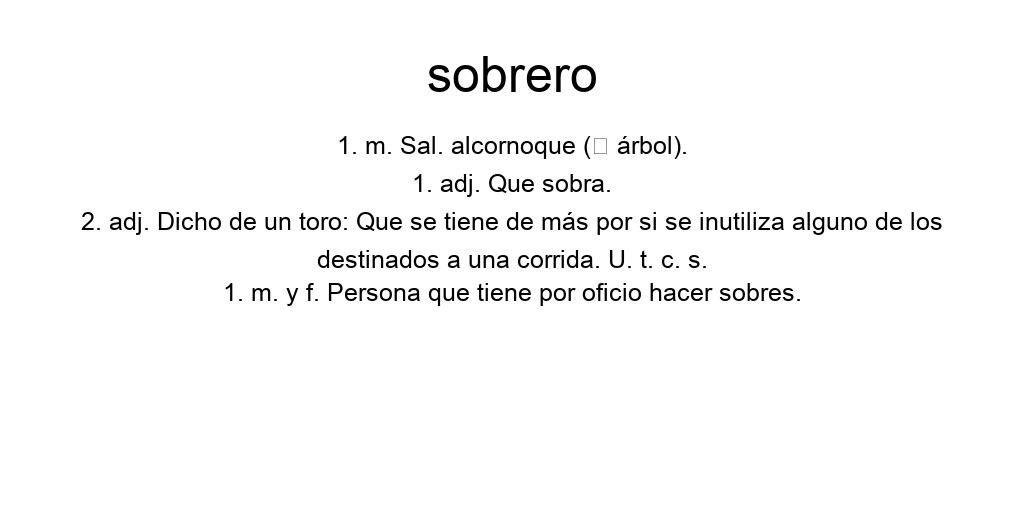 sobrero
1. m. Sal. alcornoque (▯ árbol).
1. adj. Que sobra.
2. adj. Dicho de un toro: Que se tiene de más por si se inutiliza alguno de los
destinados a una corrida. U. t. c. s.
1. m. y f. Persona que tiene por oficio hacer sobres.